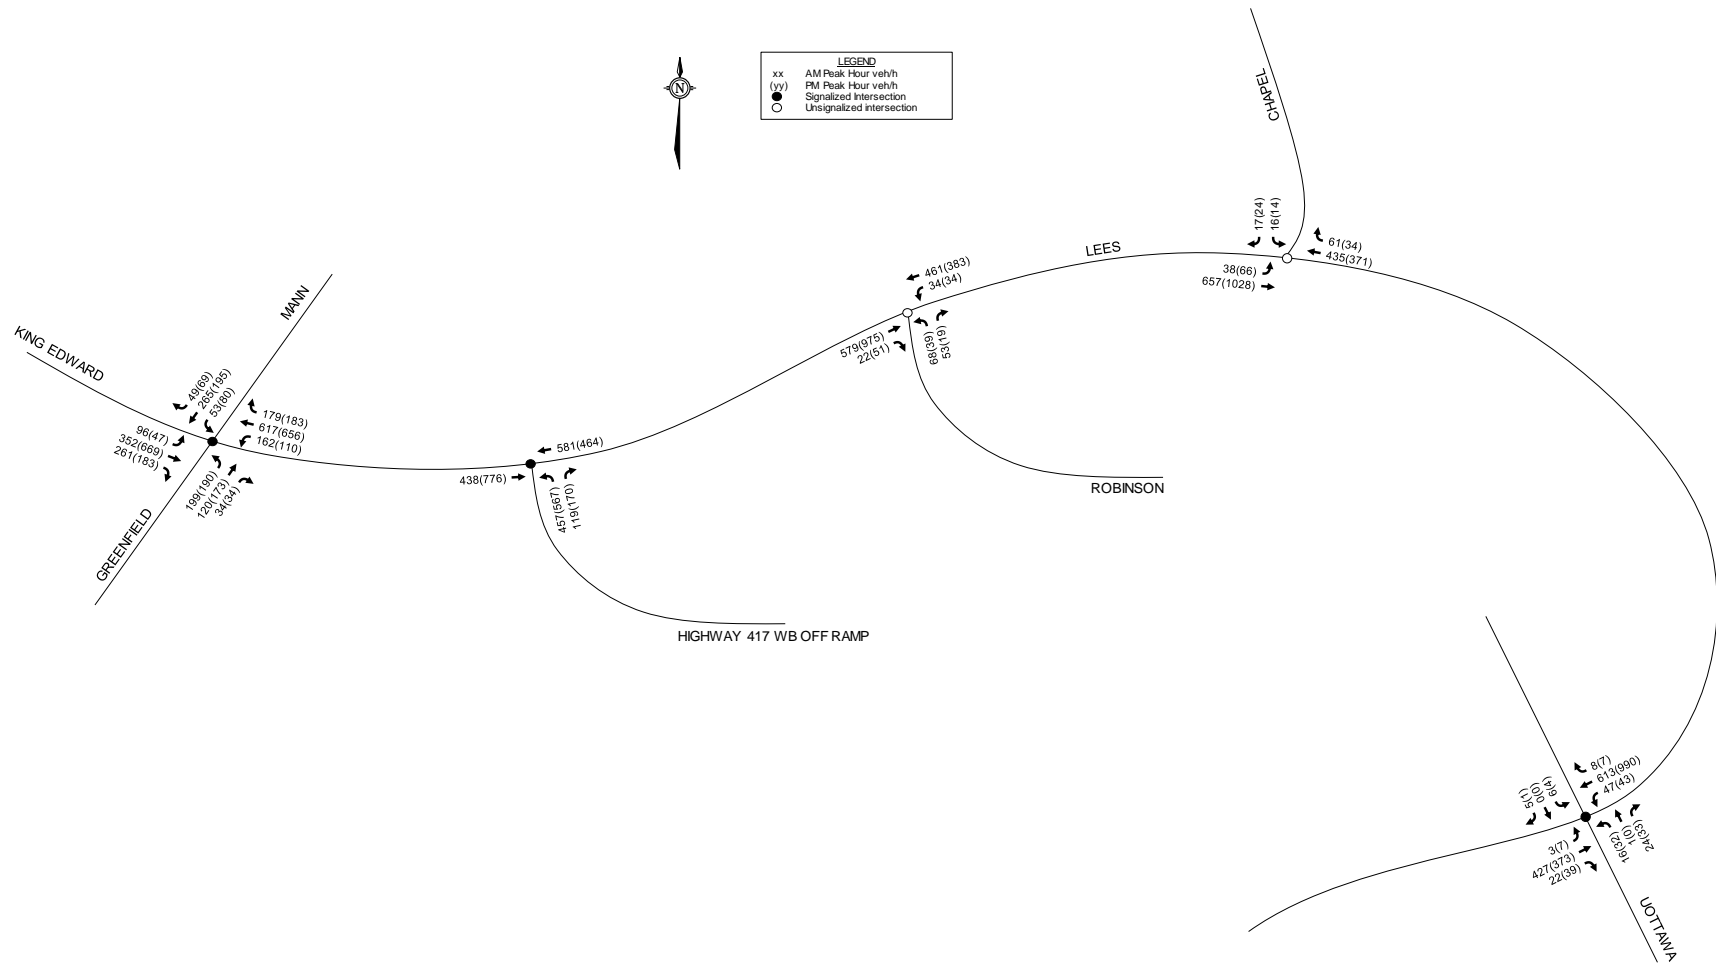 N
LEGEND
xx AM Peak Hour veh/h
(yy) PM Peak Hour veh/h
Signalized Intersection
Unsignalized intersection
CHAPEL
17(24)
16(14)
61(34)
435(371)
38(66)
657(1028)
LEES
461(383)
34(34)
579(975)
22(51)
68(39)
53(19)
ROBINSON
MANN
KING EDWARD
49(69)
265(195)
53(80)
179(183)
617(656)
162(110)
96(47)
352(669)
261(183)
199(190)
120(173)
34(34)
GREENFIELD
581(464)
438(776)
457(567)
119(170)
HIGHWAY 417 WB OFF RAMP
8(7)
613(990)
47(43)
5(1)
0(0)
6(4)
3(7)
427(373)
22(39)
16(32)
1(0)
24(33)
UOTTAWA